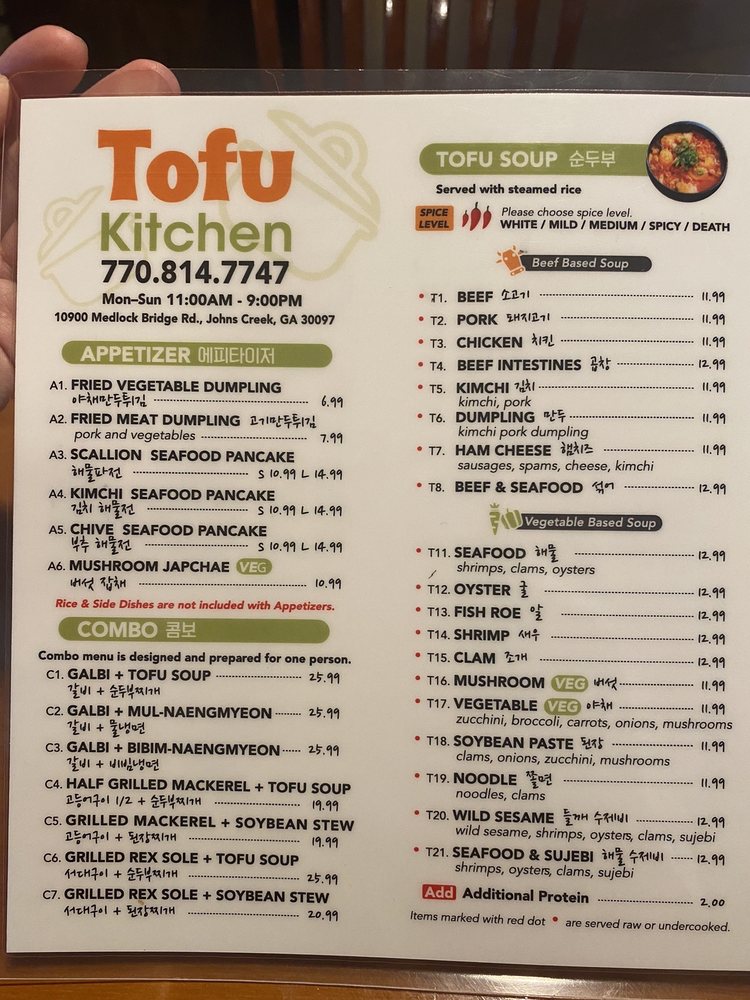 Tofu
Kitchen
770.814.7747
Mon–Sun 11:00AM - 9:00PM
10900 Medlock Bridge Rd., Johns Creek, GA 30097
APPETIZER 에피타이저
A1. FRIED VEGETABLE DUMPLING
야채만두튀김 6.99
A2. FRIED MEAT DUMPLING 고기만두튀김
pork and vegetables 7.99
A3. SCALLION SEAFOOD PANCAKE
해물파전 S 10.99 L 14.99
A4. KIMCHI SEAFOOD PANCAKE
김치 해물전 S 10.99 L 14.99
A5. CHIVE SEAFOOD PANCAKE
부추 해물전 S 10.99 L 14.99
A6. MUSHROOM JAPCHAE VEG
버섯 잡채 10.99
Rice & Side Dishes are not included with Appetizers.
COMBO 콤보
Combo menu is designed and prepared for one person.
C1. GALBI + TOFU SOUP 25.99
갈비 + 순두부찌개
C2. GALBI + MUL-NAENGMYEON 25.99
갈비 + 물냉면
C3. GALBI + BIBIM-NAENGMYEON 25.99
갈비 + 비빔냉면
C4. HALF GRILLED MACKEREL + TOFU SOUP
고등어구이 1/2 + 순두부찌개 19.99
C5. GRILLED MACKEREL + SOYBEAN STEW
고등어구이 + 된장찌개 19.99
C6. GRILLED REX SOLE + TOFU SOUP
서대구이 + 순두부찌개 25.99
C7. GRILLED REX SOLE + SOYBEAN STEW
서대구이 + 된장찌개 20.99
TOFU SOUP 순두부
Served with steamed rice
SPICE LEVEL
Please choose spice level.
WHITE / MILD / MEDIUM / SPICY / DEATH
Beef Based Soup
• T1. BEEF 소고기 11.99
• T2. PORK 돼지고기 11.99
• T3. CHICKEN 치킨 11.99
• T4. BEEF INTESTINES 곱창 12.99
• T5. KIMCHI 김치 11.99
kimchi, pork
• T6. DUMPLING 만두 11.99
kimchi pork dumpling
• T7. HAM CHEESE 햄치즈 11.99
sausages, spams, cheese, kimchi
• T8. BEEF & SEAFOOD 섞어 12.99
Vegetable Based Soup
• T11. SEAFOOD 해물 12.99
shrimps, clams, oysters
• T12. OYSTER 굴 12.99
• T13. FISH ROE 알 12.99
• T14. SHRIMP 새우 12.99
• T15. CLAM 조개 12.99
• T16. MUSHROOM VEG 버섯 11.99
• T17. VEGETABLE VEG 야채 11.99
zucchini, broccoli, carrots, onions, mushrooms
• T18. SOYBEAN PASTE 된장 11.99
clams, onions, zucchini, mushrooms
• T19. NOODLE 쫄면 11.99
noodles, clams
• T20. WILD SESAME 들깨 수제비 12.99
wild sesame, shrimps, oysters, clams, sujebi
• T21. SEAFOOD & SUJEBI 해물 수제비 12.99
shrimps, oysters, clams, sujebi
Add Additional Protein 2.00
Items marked with red dot • are served raw or undercooked.